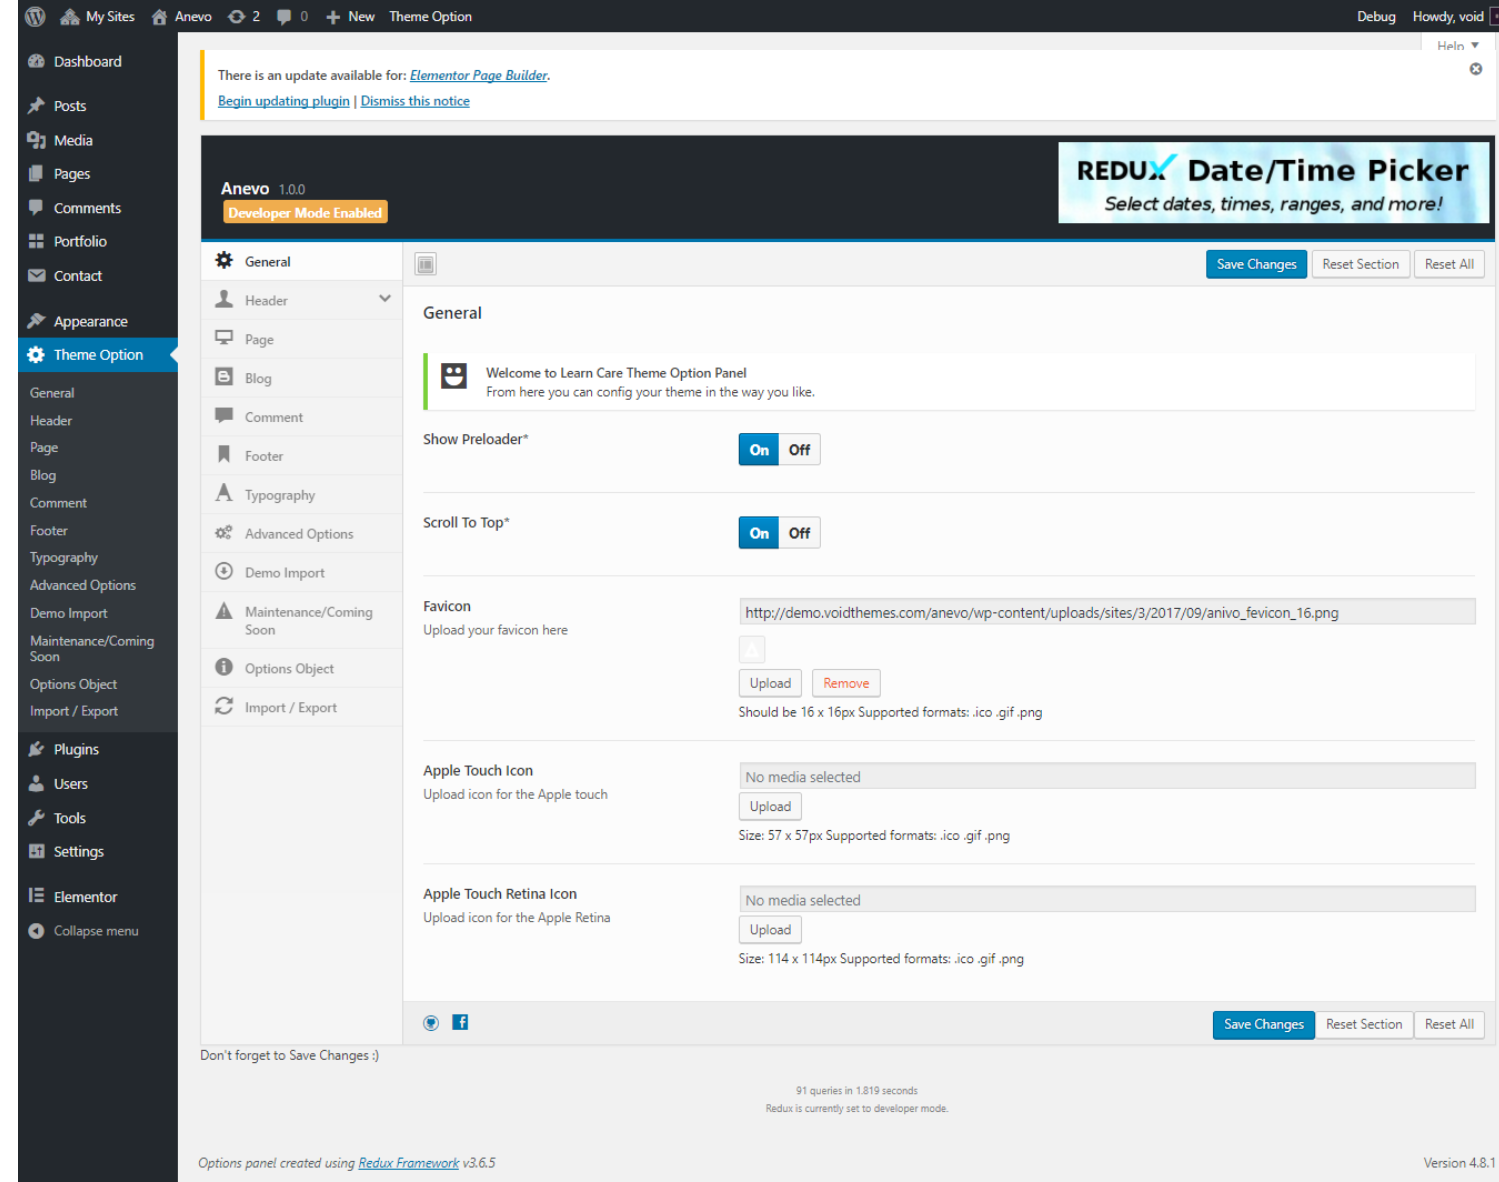 My Sites Anevo 2 0 New Theme Option Debug Howdy, void
Help
Dashboard
Posts
Media
Pages
Comments
Portfolio
Contact
Appearance
Theme Option
General
Header
Page
Blog
Comment
Footer
Typography
Advanced Options
Demo Import
Maintenance/Coming
Soon
Options Object
Import / Export
Plugins
Users
Tools
Settings
Elementor
Collapse menu
There is an update available for: Elementor Page Builder.
Begin updating plugin | Dismiss this notice
Anevo 1.0.0
Developer Mode Enabled
REDUX Date/Time Picker
Select dates, times, ranges, and more!
General
Header
Page
Blog
Comment
Footer
Typography
Advanced Options
Demo Import
Maintenance/Coming
Soon
Options Object
Import / Export
Save Changes Reset Section Reset All
General
Welcome to Learn Care Theme Option Panel
From here you can config your theme in the way you like.
Show Preloader*
On Off
Scroll To Top*
On Off
Favicon
Upload your favicon here
http://demo.voidthemes.com/anevo/wp-content/uploads/sites/3/2017/09/anivo_fevicon_16.png
Upload Remove
Should be 16 x 16px Supported formats: .ico .gif .png
Apple Touch Icon
Upload icon for the Apple touch
No media selected
Upload
Size: 57 x 57px Supported formats: .ico .gif .png
Apple Touch Retina Icon
Upload icon for the Apple Retina
No media selected
Upload
Size: 114 x 114px Supported formats: .ico .gif .png
Save Changes Reset Section Reset All
Don't forget to Save Changes :)
91 queries in 1.819 seconds
Redux is currently set to developer mode.
Options panel created using Redux Framework v3.6.5
Version 4.8.1